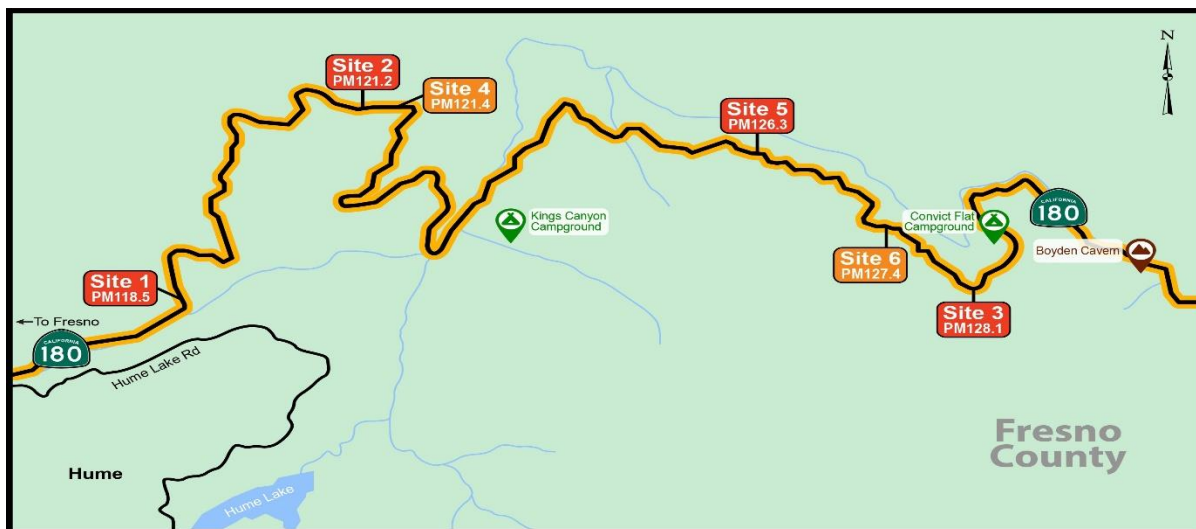 N
Site 2
PM121.2
Site 4
PM121.4
Site 5
PM126.3
Kings Canyon
Campground
Convict Flat
Campground
CALIFORNIA
180
Boyden Cavern
Site 6
PM127.4
Site 1
PM118.5
Site 3
PM128.1
←To Fresno
CALIFORNIA
180
Hume Lake Rd
Fresno
County
Hume
Hume Lake